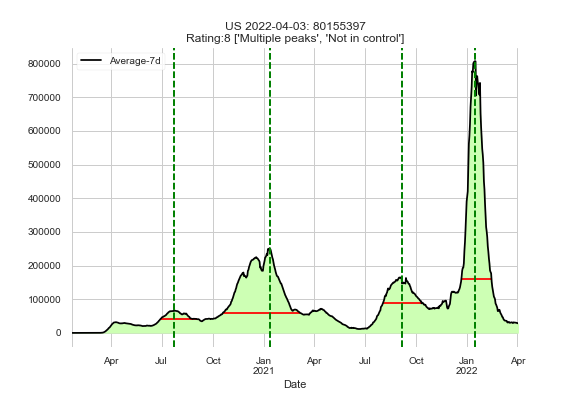 US 2022-04-03: 80155397
Rating:8 ['Multiple peaks', 'Not in control']
Average-7d
800000
700000
600000
500000
400000
300000
200000
100000
0
Apr Jul Oct Jan Apr Jul Oct Jan Apr
2021 2022
Date